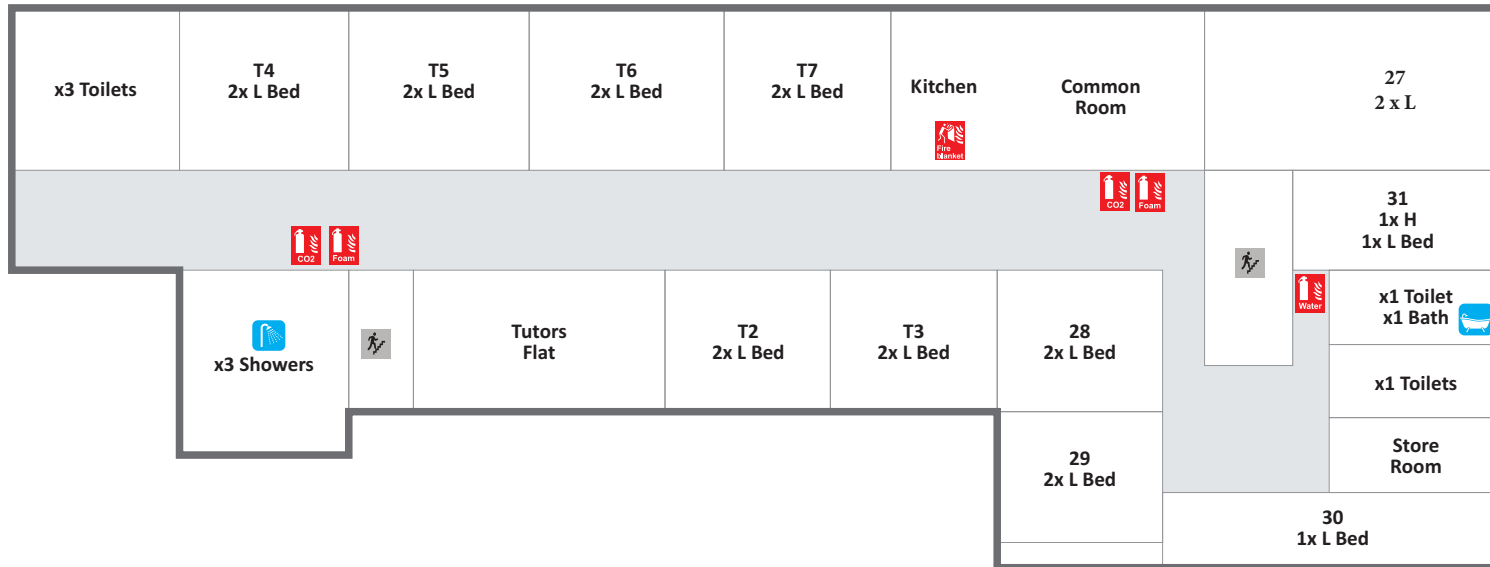 x3 Toilets
T4
2x L Bed
T5
2x L Bed
T6
2x L Bed
T7
2x L Bed
Kitchen
Fire
blanket
Common
Room
27
2 x L
CO2
Foam
31
1x H
1x L Bed
CO2
Foam
Water
x1 Toilet
x1 Bath
x3 Showers
Tutors
Flat
T2
2x L Bed
T3
2x L Bed
28
2x L Bed
x1 Toilets
Store
Room
29
2x L Bed
30
1x L Bed